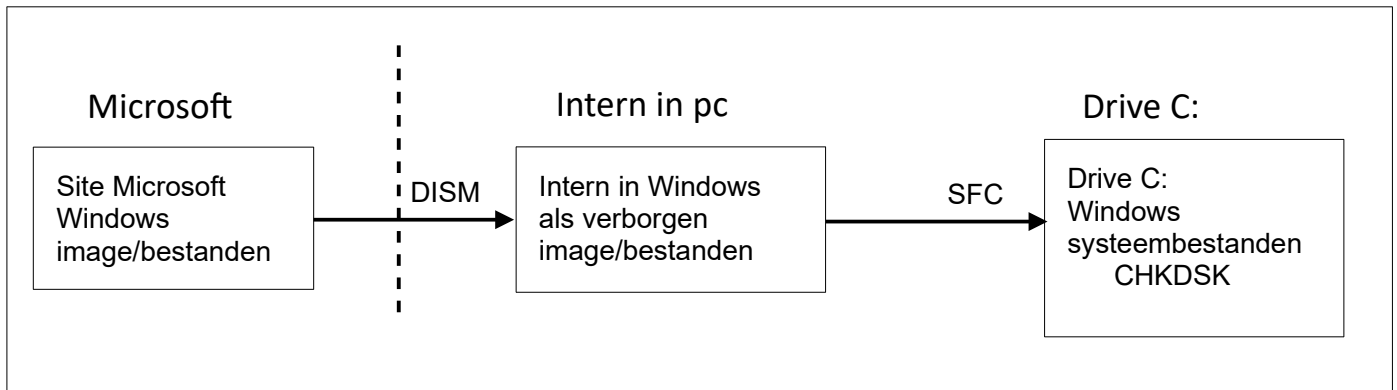 Microsoft
Intern in pc
Drive C:
Site Microsoft
Windows
image/bestanden
DISM
Intern in Windows
als verborgen
image/bestanden
SFC
Drive C:
Windows
systeembestanden
CHKDSK